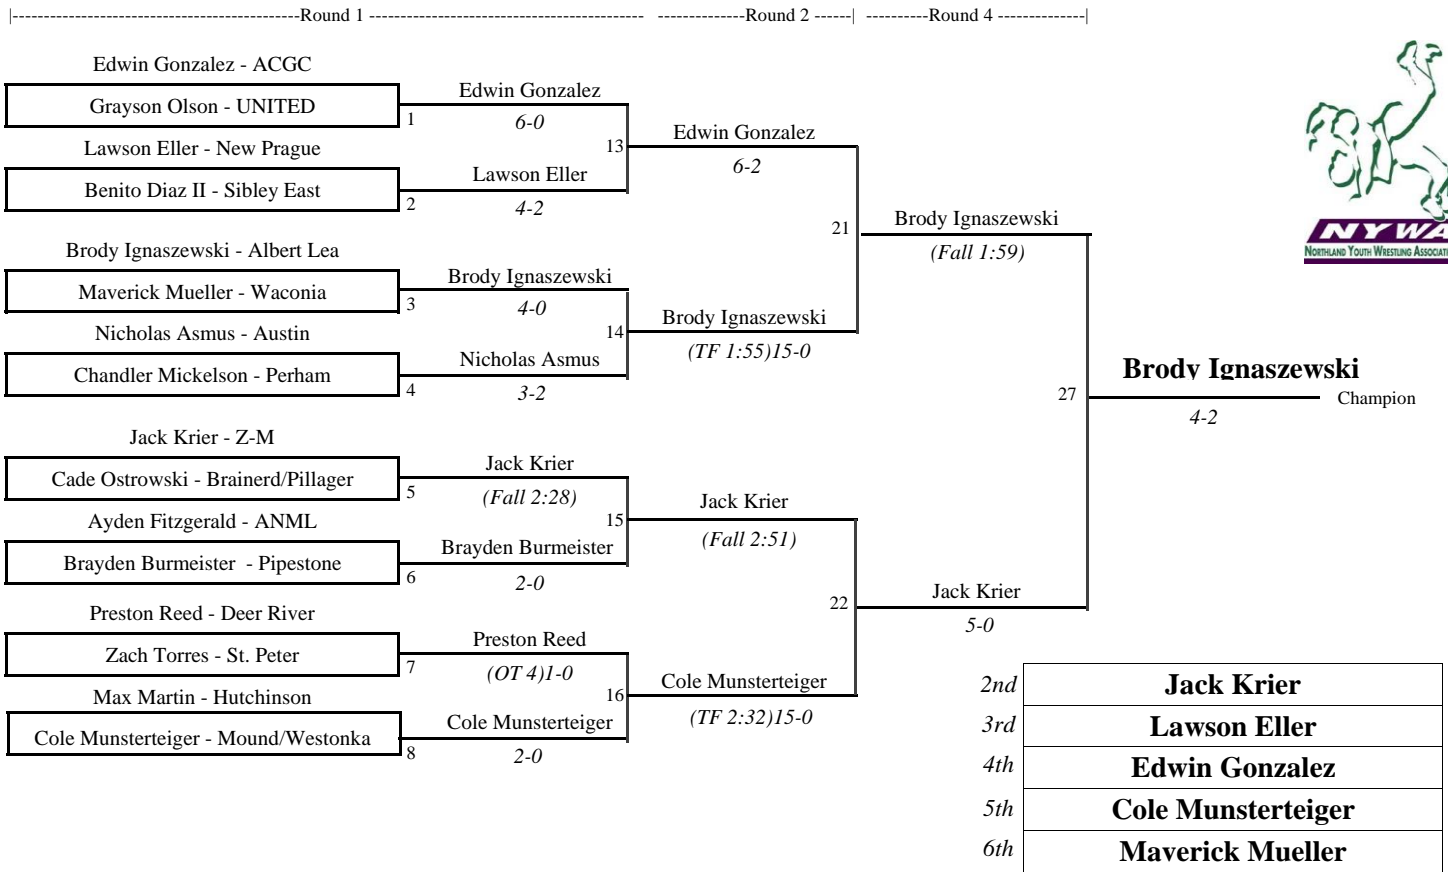 |----------------------------------------------Round 1 -------------------------------------------- --------------Round 2 ------| ----------Round 4 --------------|
Edwin Gonzalez - ACGC
Grayson Olson - UNITED
1
Edwin Gonzalez
6-0
Lawson Eller - New Prague
Benito Diaz II - Sibley East
2
Lawson Eller
4-2
13
Edwin Gonzalez
6-2
Brody Ignaszewski - Albert Lea
Maverick Mueller - Waconia
3
Brody Ignaszewski
4-0
Nicholas Asmus - Austin
Chandler Mickelson - Perham
4
Nicholas Asmus
3-2
14
Brody Ignaszewski
(TF 1:55)15-0
21
Brody Ignaszewski
(Fall 1:59)
Jack Krier - Z-M
Cade Ostrowski - Brainerd/Pillager
5
Jack Krier
(Fall 2:28)
Ayden Fitzgerald - ANML
Brayden Burmeister - Pipestone
6
Brayden Burmeister
2-0
15
Jack Krier
(Fall 2:51)
Preston Reed - Deer River
Zach Torres - St. Peter
7
Preston Reed
(OT 4)1-0
Max Martin - Hutchinson
Cole Munsterteiger - Mound/Westonka
8
Cole Munsterteiger
2-0
16
Cole Munsterteiger
(TF 2:32)15-0
22
Jack Krier
5-0
27
Brody Ignaszewski
4-2
Champion
NYWA
NORTHLAND YOUTH WRESTLING
2nd Jack Krier
3rd Lawson Eller
4th Edwin Gonzalez
5th Cole Munsterteiger
6th Maverick Mueller